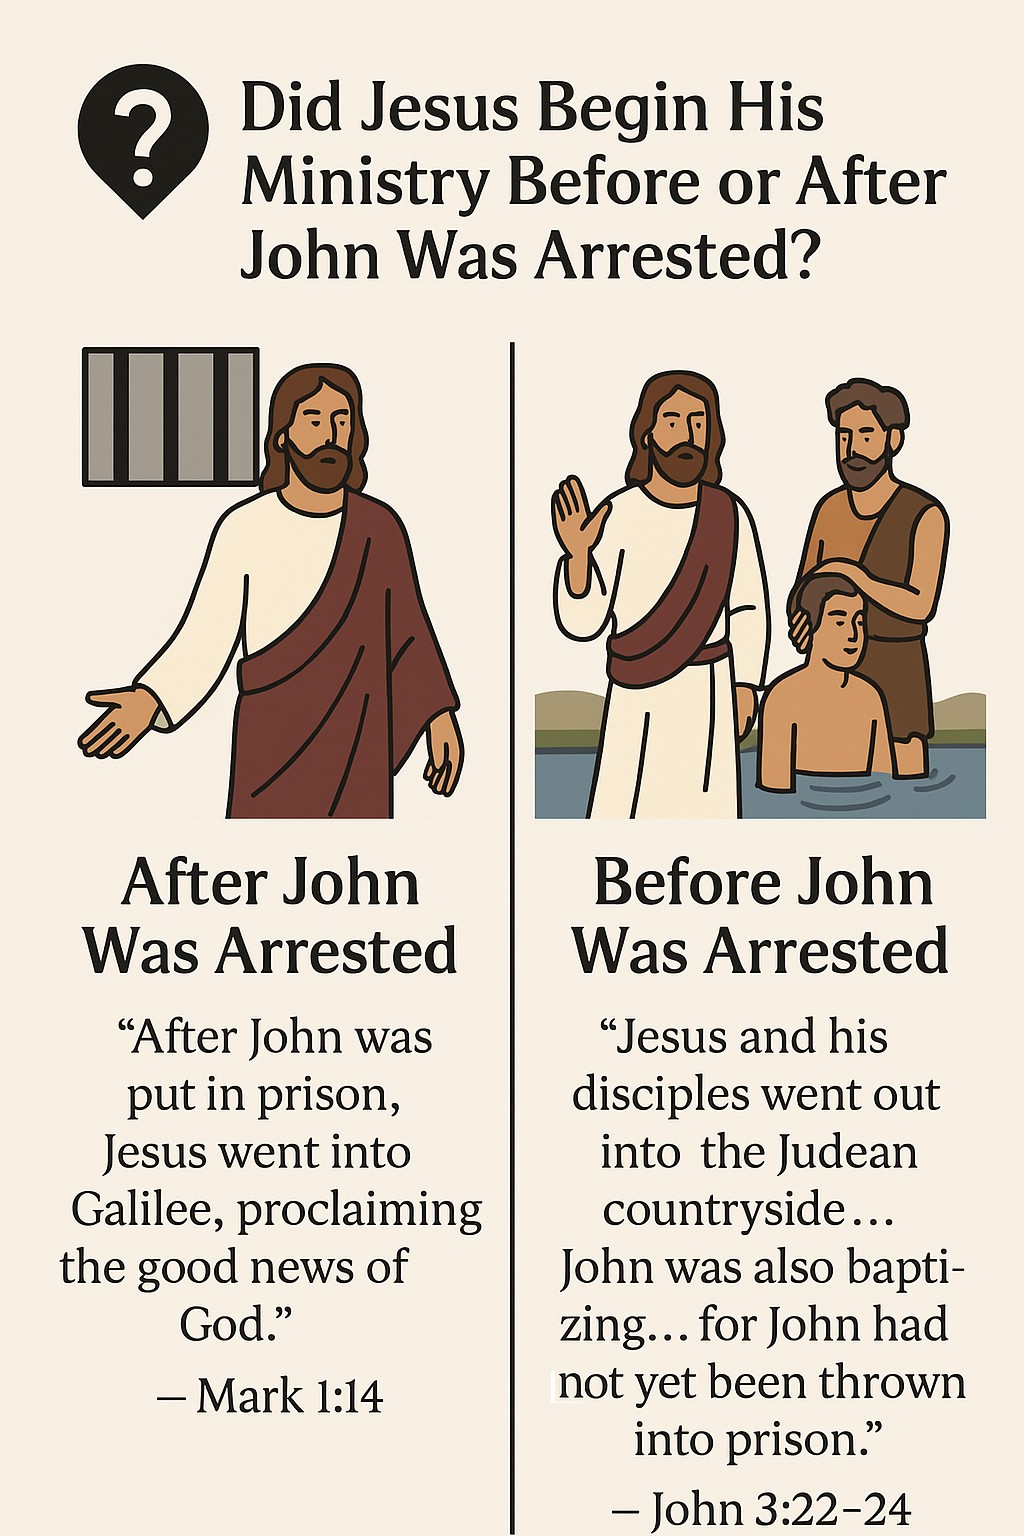 ?
Did Jesus Begin His
Ministry Before or After
John Was Arrested?
After John
Was Arrested
“After John was
put in prison,
Jesus went into
Galilee, proclaiming
the good news of
God.”
– Mark 1:14
Before John
Was Arrested
“Jesus and his
disciples went out
into the Judean
countryside…
John was also bapti-
zing… for John had
not yet been thrown
into prison.”
– John 3:22–24